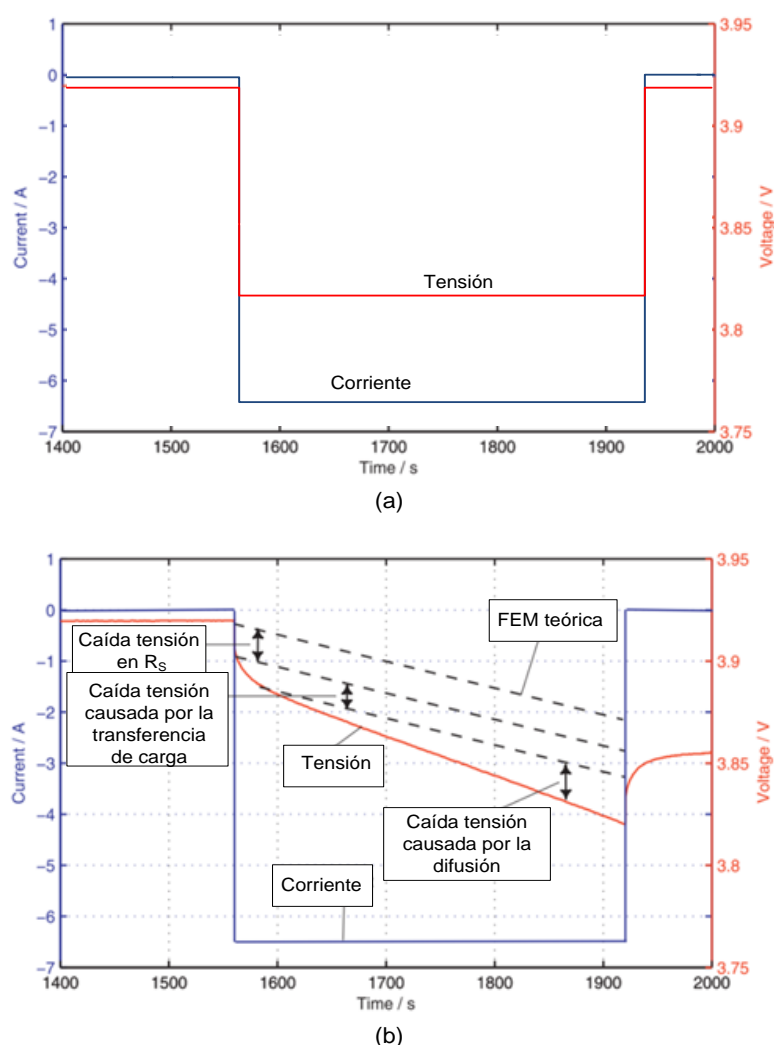 1
0
−1
−2
−3
−4
−5
−6
−7
Current / A
3.95
3.9
3.85
3.8
3.75
Voltage / V
Tensión
Corriente
1400
1500
1600
1700
1800
1900
2000
Time / s
(a)
1
0
−1
−2
−3
−4
−5
−6
−7
Current / A
3.95
3.9
3.85
3.8
3.75
Voltage / V
FEM teórica
Caída tensión
en RS
Caída tensión
causada por la
transferencia
de carga
Tensión
Caída tensión
causada por la
difusión
Corriente
1400
1500
1600
1700
1800
1900
2000
Time / s
(b)